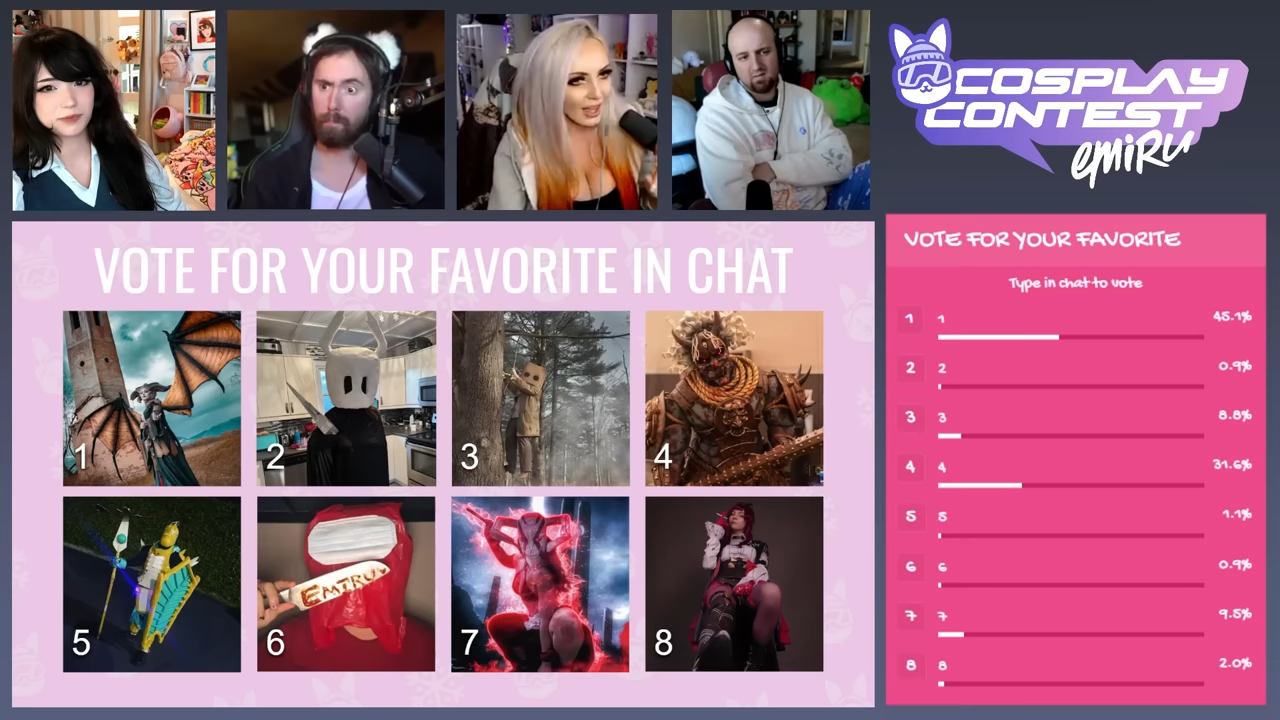 COSPLAY
CONTEST
emiru
VOTE FOR YOUR FAVORITE IN CHAT
1
2
3
4
5
6
EMIRU
7
8
VOTE FOR YOUR FAVORITE
Type in chat to vote
1 1 45.1%
2 2 0.9%
3 3 8.8%
4 4 31.6%
5 5 1.1%
6 6 0.9%
7 7 9.5%
8 8 2.0%